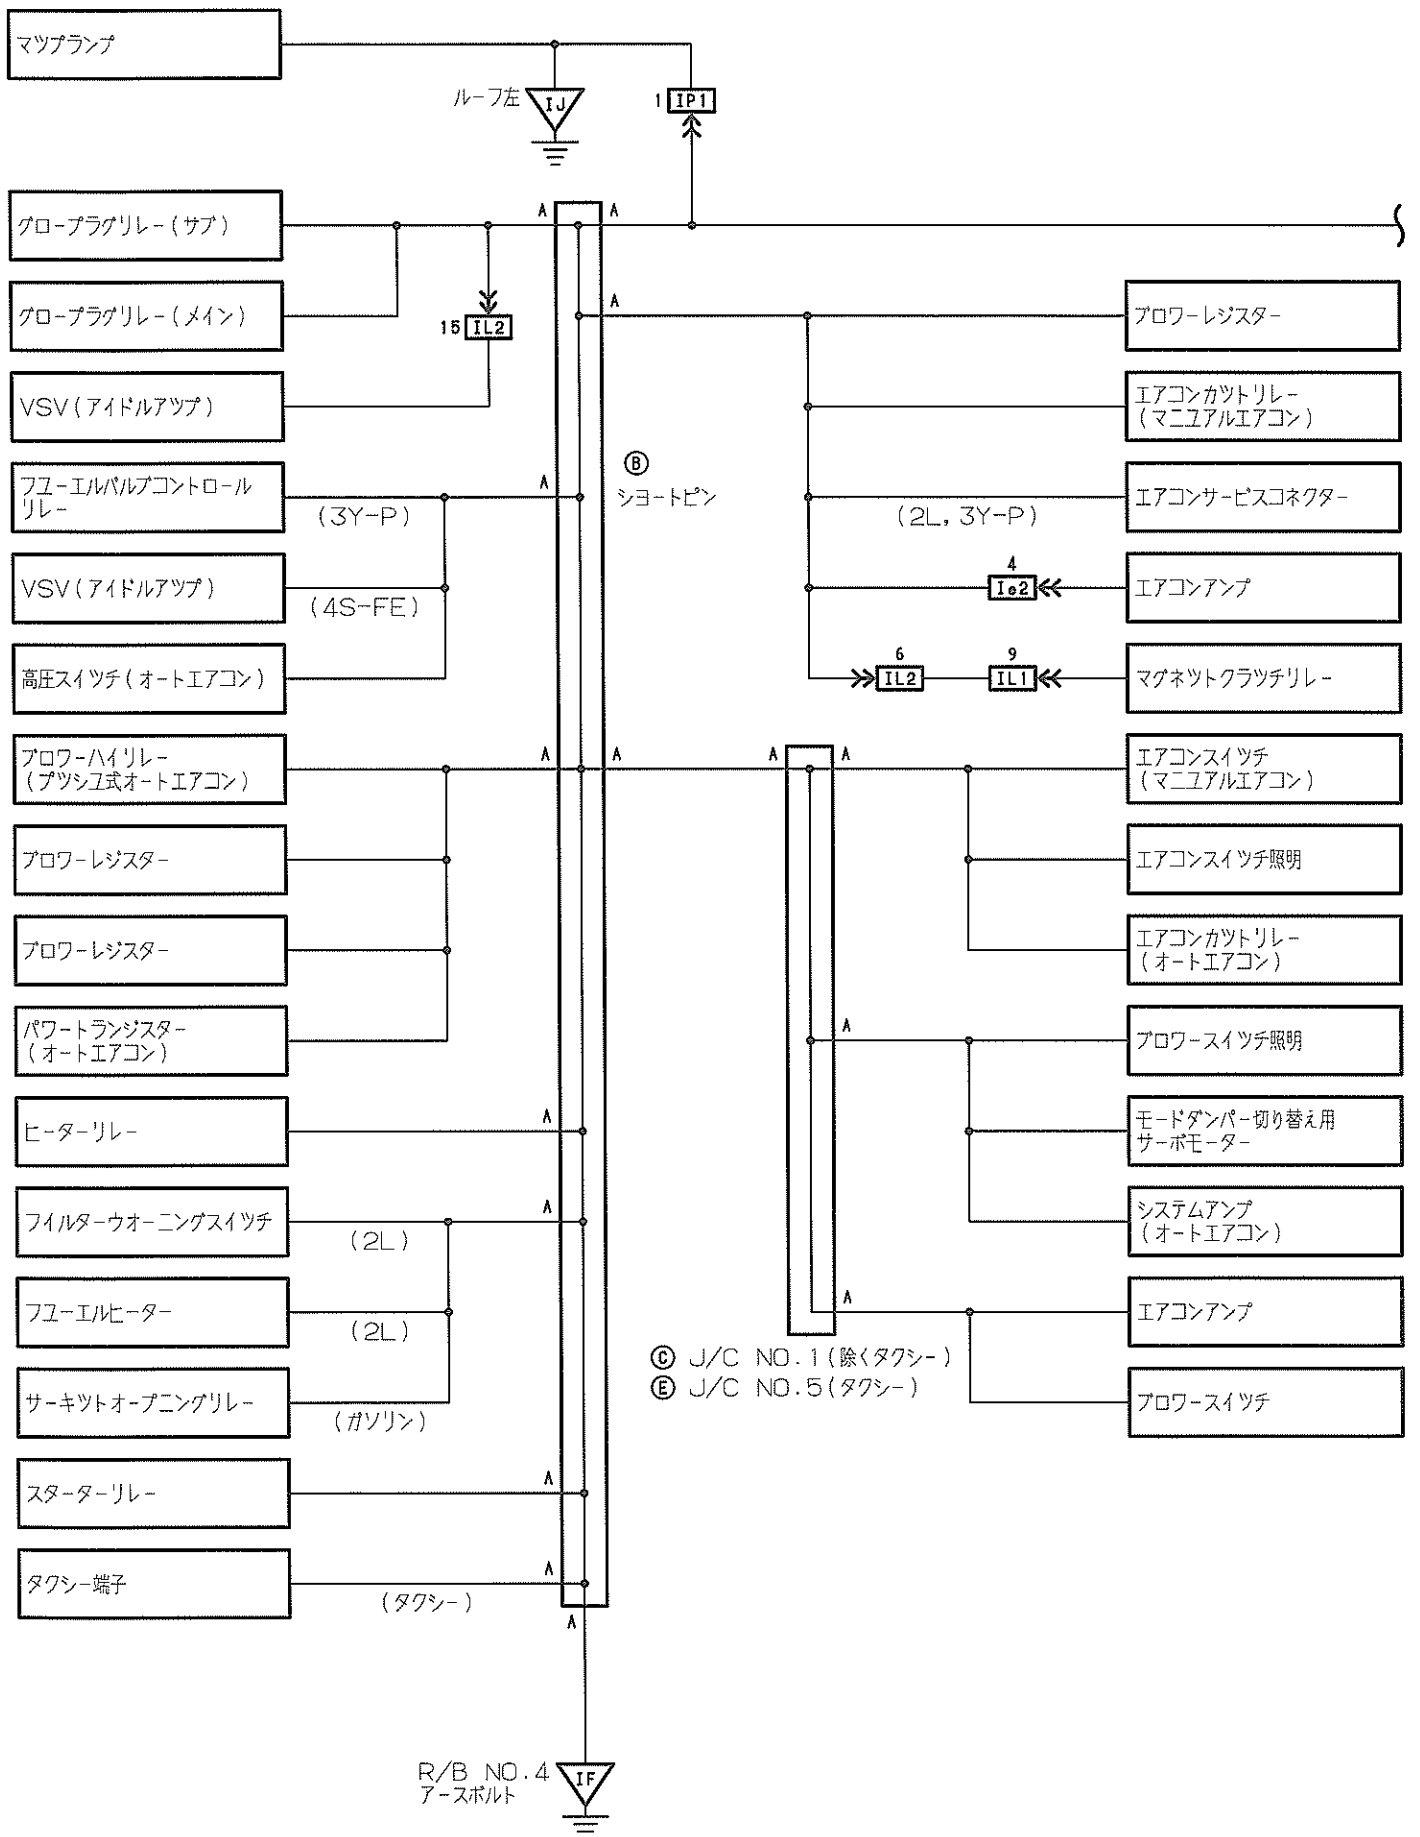 マツプランプ
ルーフ左
IJ
1 IP1
A A
グロープラグリレー(サブ)
グロープラグリレー(メイン)
A
ブロワーレジスター
15 IL2
VSV(アイドルアツプ)
エアコンカツトリレー
(マニユアルエアコン)
フユーエルバルブコントロール
リレー
(3Y-P)
A
B
シヨートピン
(2L, 3Y-P)
エアコンサービスコネクター
VSV(アイドルアツプ)
(4S-FE)
4
Ie2
エアコンアンプ
高圧スイツチ(オートエアコン)
6
IL2
9
IL1
マグネツトクラツチリレー
ブロワーハイリレー
(プツシユ式オートエアコン)
A A
A A
エアコンスイツチ
(マニユアルエアコン)
ブロワーレジスター
エアコンスイツチ照明
ブロワーレジスター
エアコンカツトリレー
(オートエアコン)
パワートランジスター
(オートエアコン)
A
ブロワースイツチ照明
ヒーターリレー
A
モードダンパー切り替え用
サーボモーター
フイルターウオーニングスイツチ
(2L)
A
システムアンプ
(オートエアコン)
フユーエルヒーター
(2L)
A
エアコンアンプ
C J/C NO.1(除くタクシー)
E J/C NO.5(タクシー)
サーキツトオープニングリレー
(ガソリン)
ブロワースイツチ
スターターリレー
A
タクシー端子
(タクシー)
A
A
R/B NO.4
アースボルト
IF